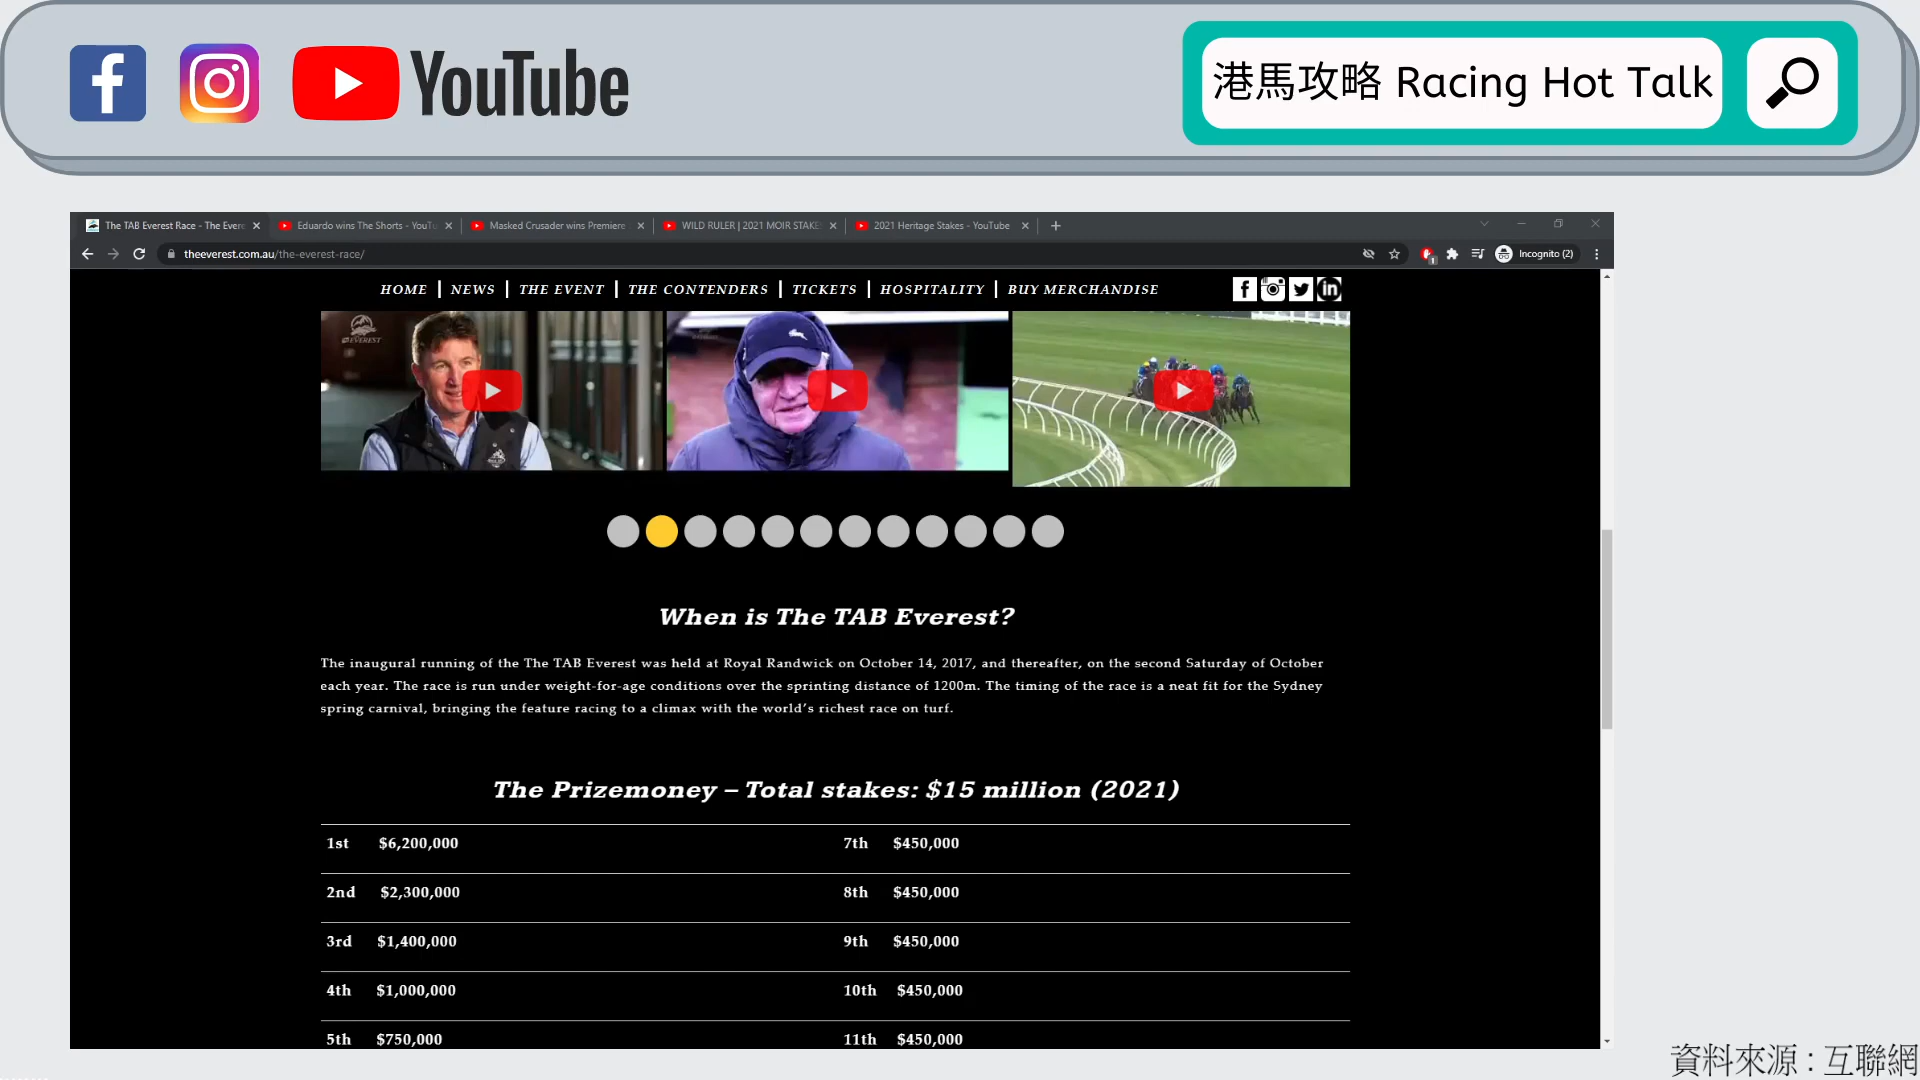 YouTube
港馬攻略 Racing Hot Talk
The TAB Everest Race - The Evere
Eduardo wins The Shorts - YouTu
Masked Crusader wins Premiere
WILD RULER | 2021 MOIR STAKE
2021 Heritage Stakes - YouTube
theeverest.com.au/the-everest-race/
Incognito (2)
HOME | NEWS | THE EVENT | THE CONTENDERS | TICKETS | HOSPITALITY | BUY MERCHANDISE
EVEREST
When is The TAB Everest?
The inaugural running of the The TAB Everest was held at Royal Randwick on October 14, 2017, and thereafter, on the second Saturday of October
each year. The race is run under weight-for-age conditions over the sprinting distance of 1200m. The timing of the race is a neat fit for the Sydney
spring carnival, bringing the feature racing to a climax with the world's richest race on turf.
The Prizemoney – Total stakes: $15 million (2021)
1st $6,200,000 7th $450,000
2nd $2,300,000 8th $450,000
3rd $1,400,000 9th $450,000
4th $1,000,000 10th $450,000
5th $750,000 11th $450,000
資料來源 : 互聯網